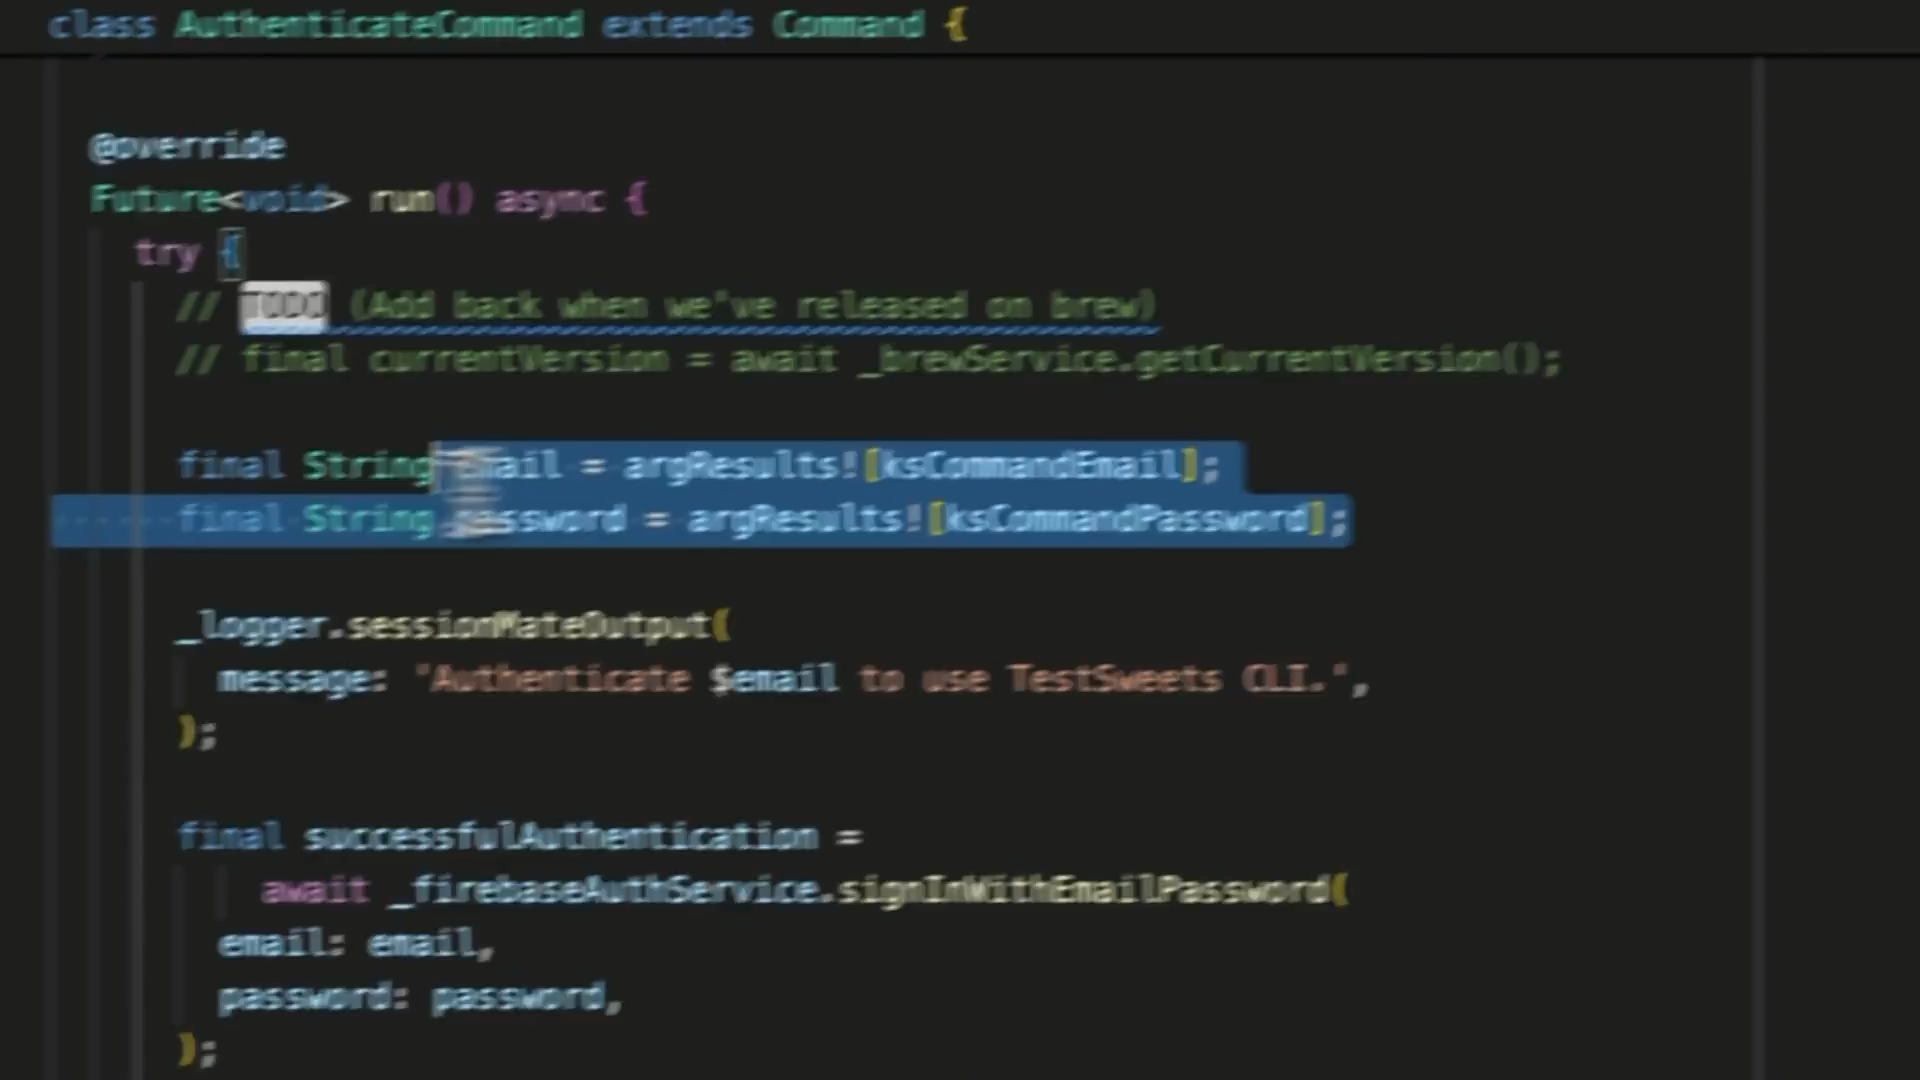 class AuthenticateCommand extends Command {
@override
Future<void> run() async {
try {
// TODO (Add back when we've released on brew)
// final currentVersion = await _brewService.getCurrentVersion();
final String email = argResults![ksCommandEmail];
final String password = argResults![ksCommandPassword];
_logger.sessionMateOutput(
message: 'Authenticate $email to use TestSweets CLI.',
);
final successfulAuthentication =
await _firebaseAuthService.signInWithEmailPassword(
email: email,
password: password,
);